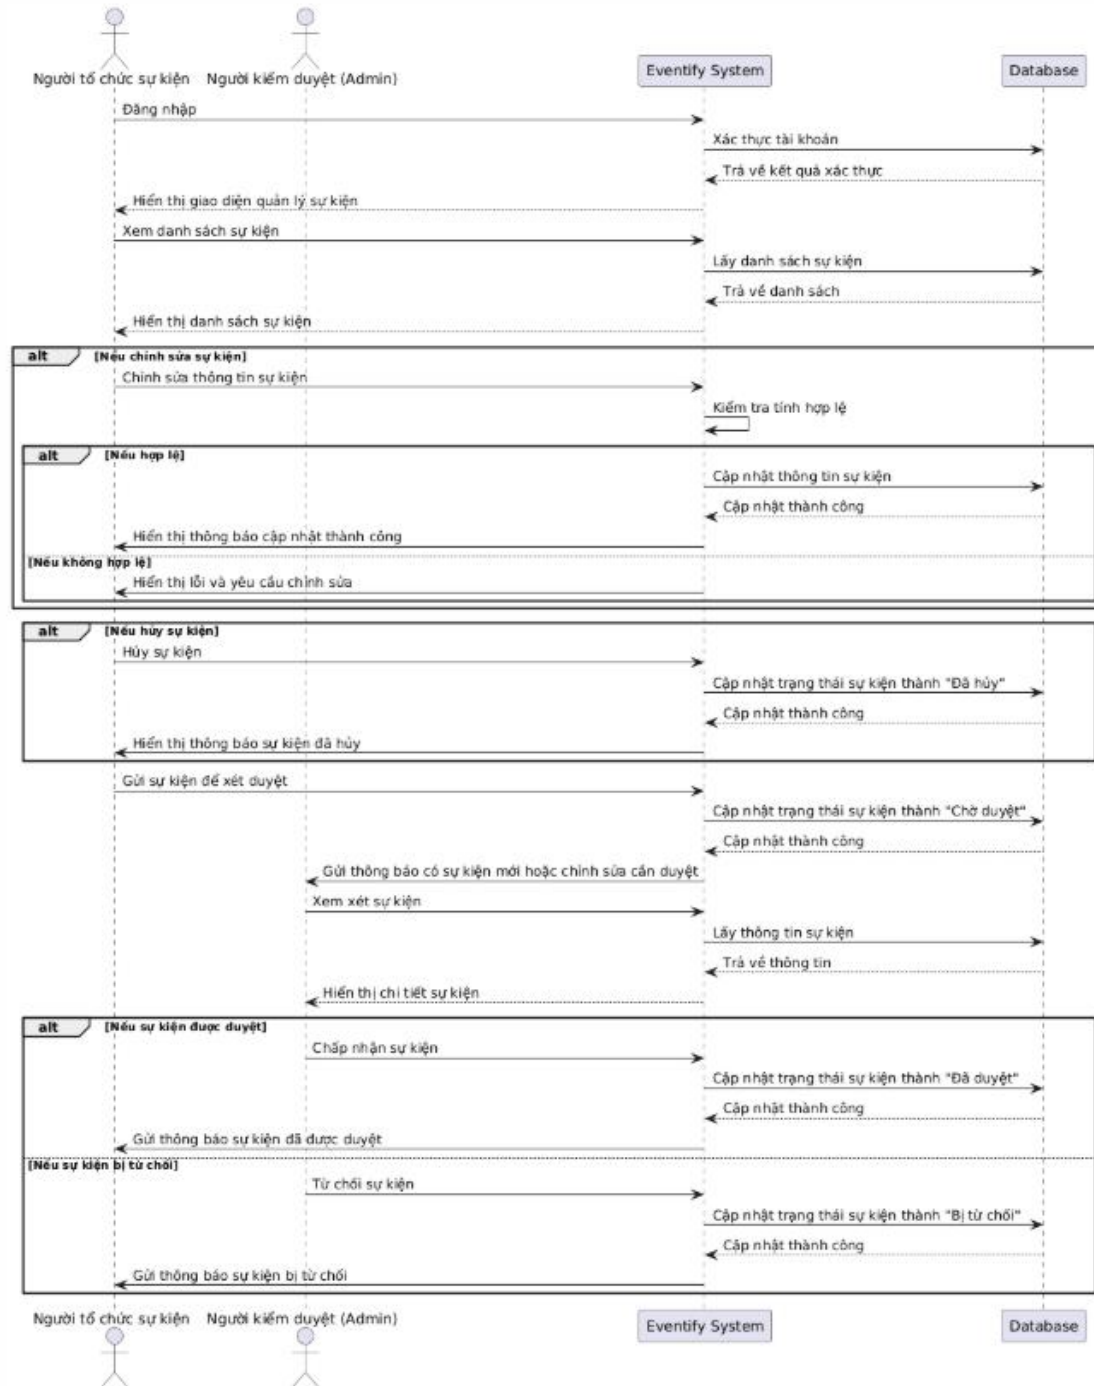 Người tổ chức sự kiện Người kiểm duyệt (Admin) Eventify System Database
Đăng nhập
Xác thực tài khoản
Trả về kết quả xác thực
Hiển thị giao diện quản lý sự kiện
Xem danh sách sự kiện
Lấy danh sách sự kiện
Trả về danh sách
Hiển thị danh sách sự kiện
alt [Nếu chỉnh sửa sự kiện]
Chỉnh sửa thông tin sự kiện
Kiểm tra tính hợp lệ
alt [Nếu hợp lệ]
Cập nhật thông tin sự kiện
Cập nhật thành công
Hiển thị thông báo cập nhật thành công
[Nếu không hợp lệ]
Hiển thị lỗi và yêu cầu chỉnh sửa
alt [Nếu hủy sự kiện]
Hủy sự kiện
Cập nhật trạng thái sự kiện thành "Đã hủy"
Cập nhật thành công
Hiển thị thông báo sự kiện đã hủy
Gửi sự kiện để xét duyệt
Cập nhật trạng thái sự kiện thành "Chờ duyệt"
Cập nhật thành công
Gửi thông báo có sự kiện mới hoặc chỉnh sửa cần duyệt
Xem xét sự kiện
Lấy thông tin sự kiện
Trả về thông tin
Hiển thị chi tiết sự kiện
alt [Nếu sự kiện được duyệt]
Chấp nhận sự kiện
Cập nhật trạng thái sự kiện thành "Đã duyệt"
Cập nhật thành công
Gửi thông báo sự kiện đã được duyệt
[Nếu sự kiện bị từ chối]
Từ chối sự kiện
Cập nhật trạng thái sự kiện thành "Bị từ chối"
Cập nhật thành công
Gửi thông báo sự kiện bị từ chối
Người tổ chức sự kiện Người kiểm duyệt (Admin) Eventify System Database